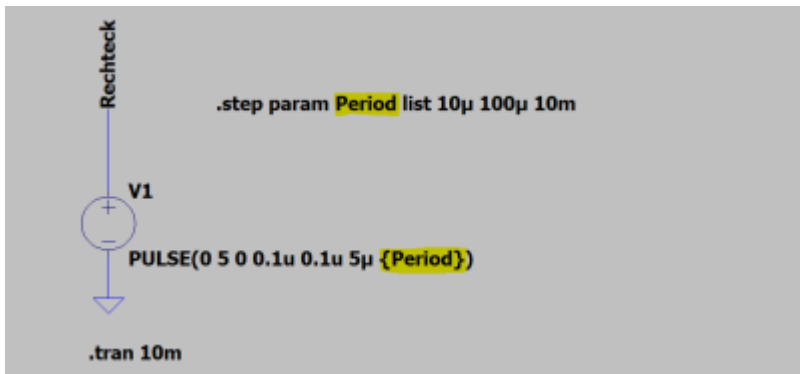 Rechteck
.step param Period list 10µ 100µ 10m
V1
PULSE(0 5 0 0.1u 0.1u 5µ {Period})
.tran 10m